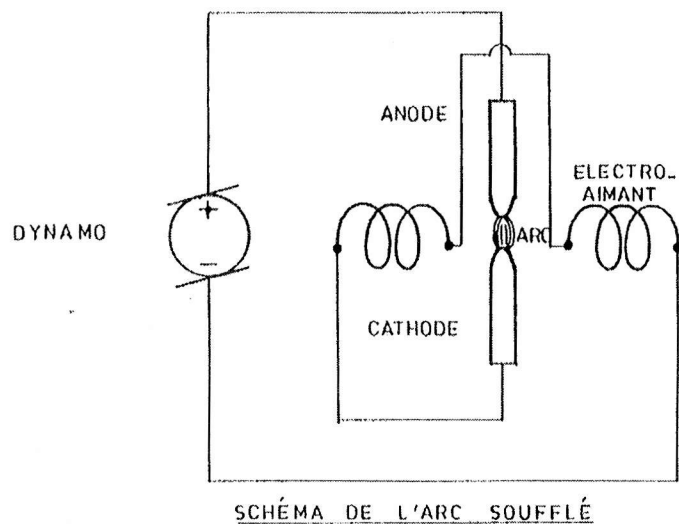 ANODE
ELECTRO-
AIMANT
+
DYNAMO
ARC
−
CATHODE
SCHÉMA DE L'ARC SOUFFLÉ